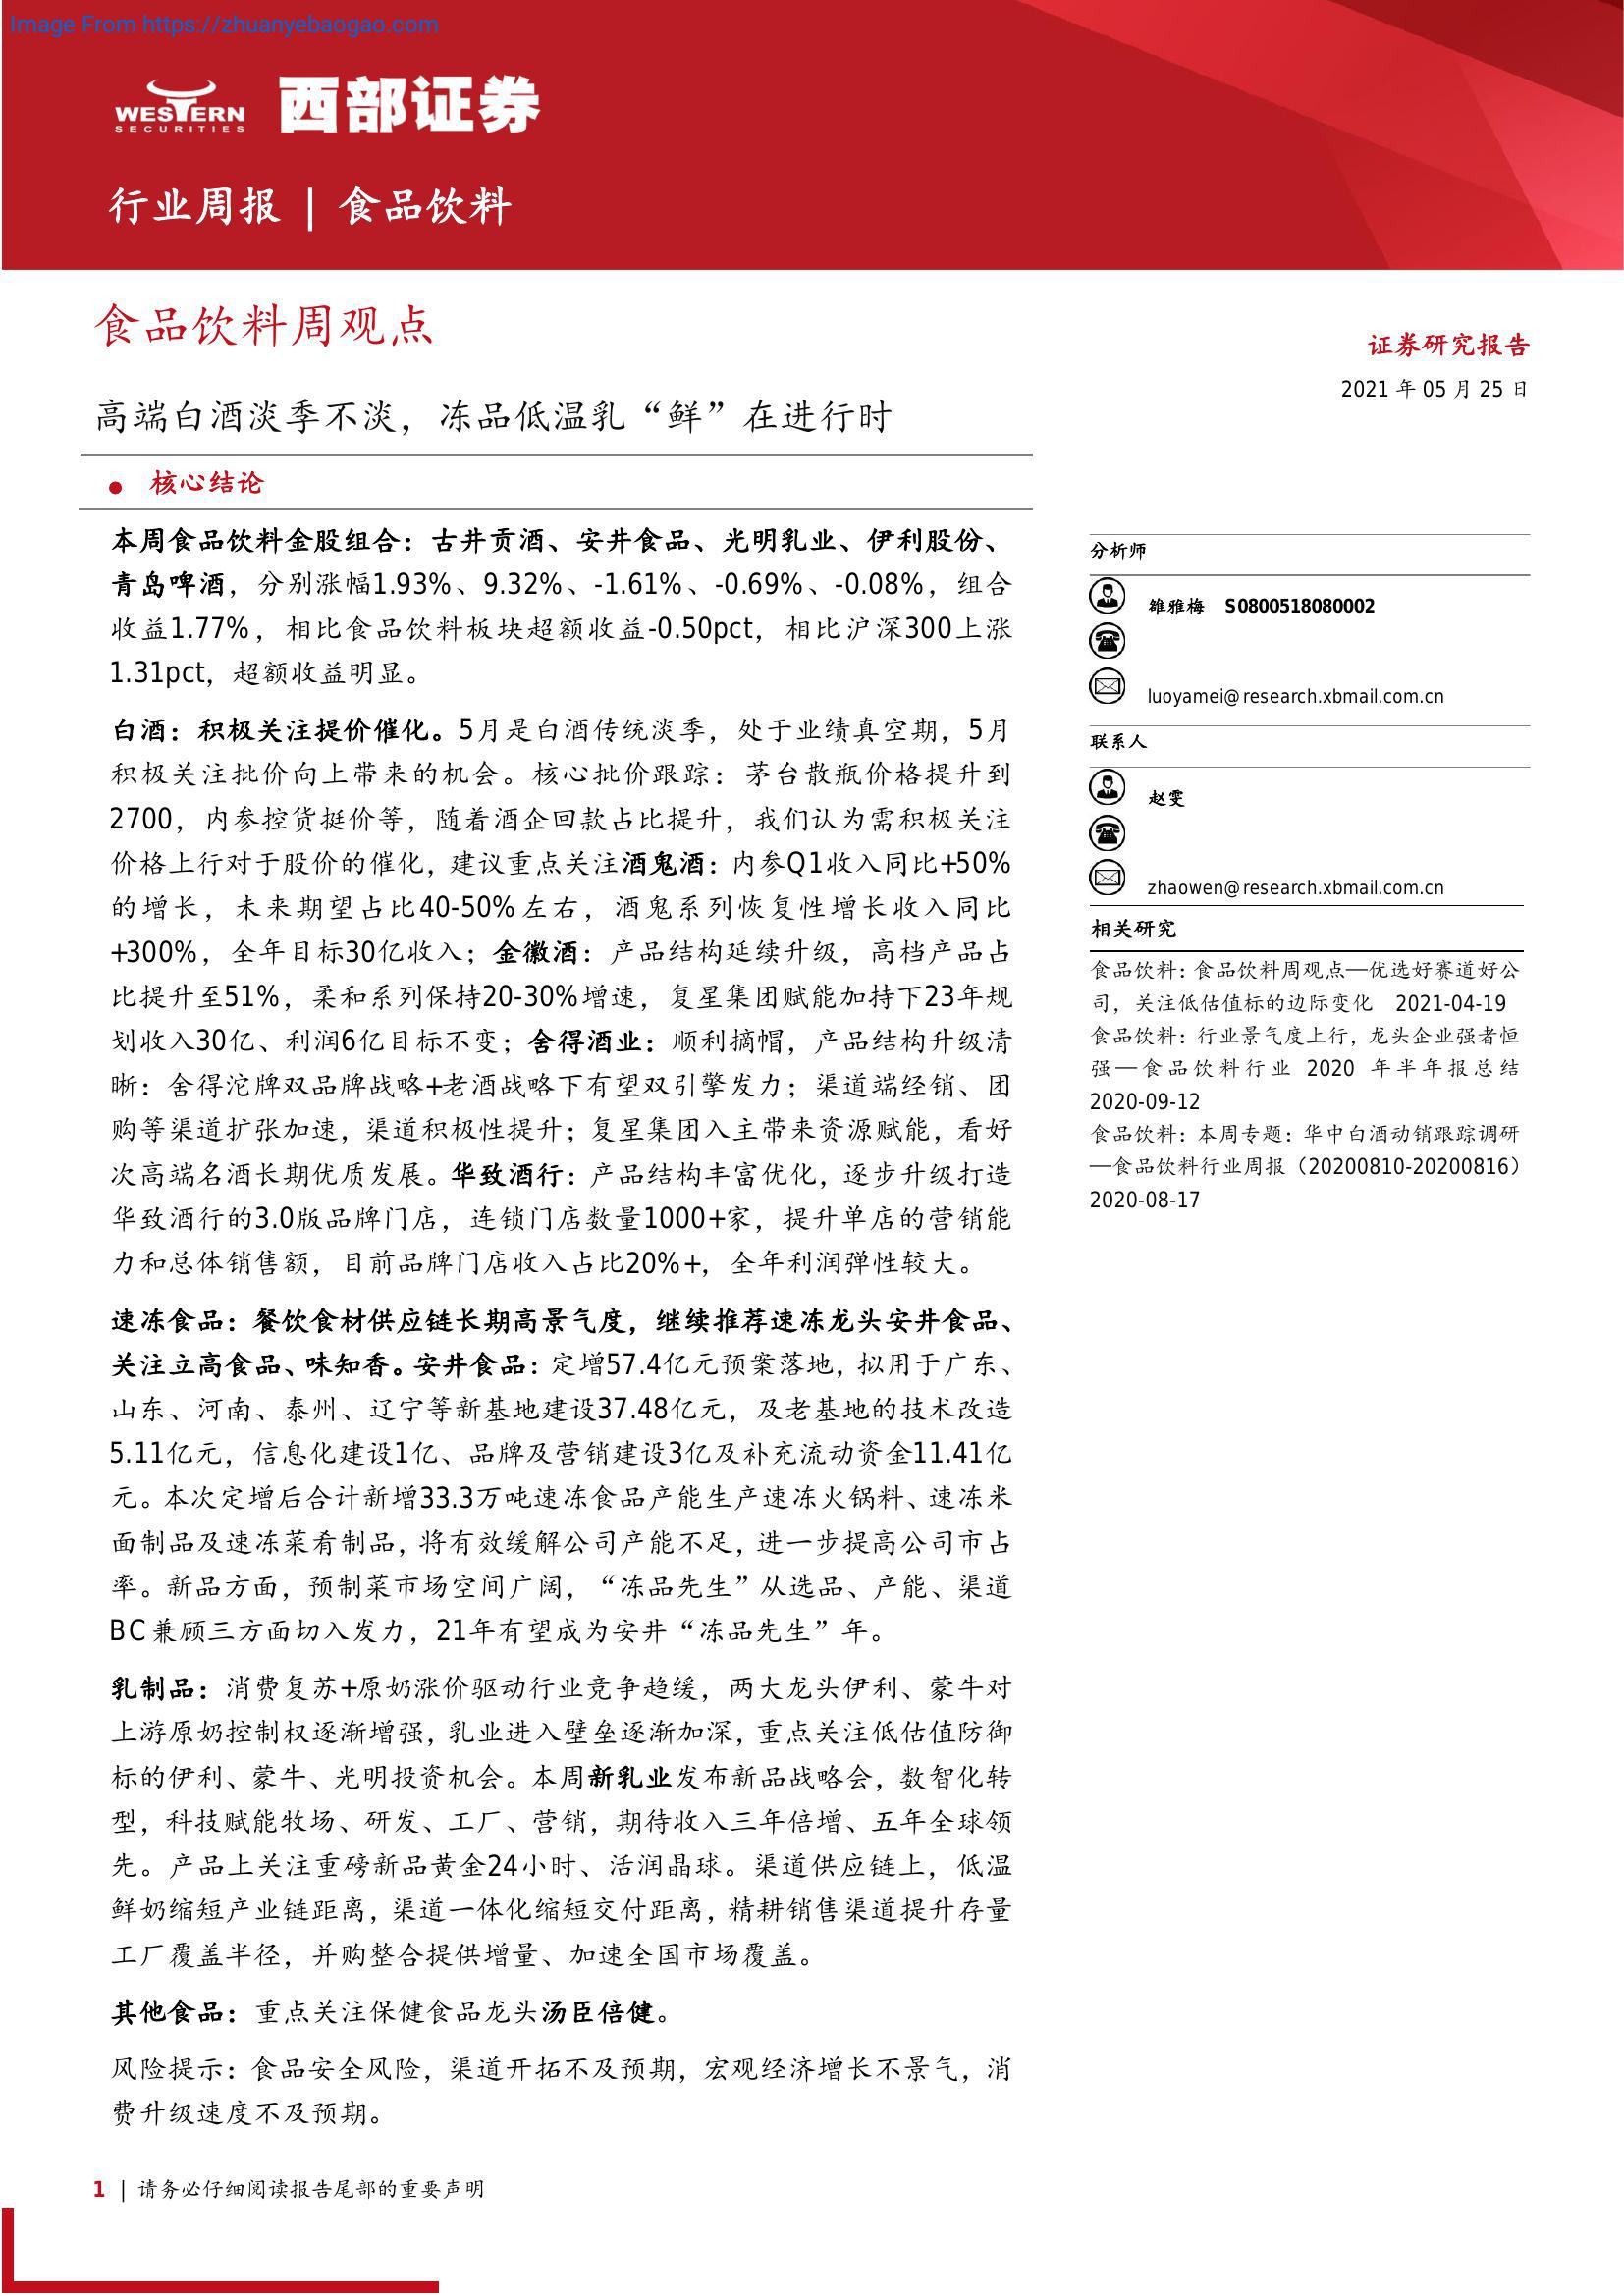 Image From https://zhuanyebaogao.com
WESTERN
SECURITIES
西部证券
行业周报 | 食品饮料
食品饮料周观点
高端白酒淡季不淡，冻品低温乳“鲜”在进行时
● 核心结论
本周食品饮料金股组合：古井贡酒、安井食品、光明乳业、伊利股份、
青岛啤酒，分别涨幅1.93%、9.32%、-1.61%、-0.69%、-0.08%，组合
收益1.77%，相比食品饮料板块超额收益-0.50pct，相比沪深300上涨
1.31pct，超额收益明显。
白酒：积极关注提价催化。5月是白酒传统淡季，处于业绩真空期，5月
积极关注批价向上带来的机会。核心批价跟踪：茅台散瓶价格提升到
2700，内参控货挺价等，随着酒企回款占比提升，我们认为需积极关注
价格上行对于股价的催化，建议重点关注酒鬼酒：内参Q1收入同比+50%
的增长，未来期望占比40-50%左右，酒鬼系列恢复性增长收入同比
+300%，全年目标30亿收入；金徽酒：产品结构延续升级，高档产品占
比提升至51%，柔和系列保持20-30%增速，复星集团赋能加持下23年规
划收入30亿、利润6亿目标不变；舍得酒业：顺利摘帽，产品结构升级清
晰：舍得沱牌双品牌战略+老酒战略下有望双引擎发力；渠道端经销、团
购等渠道扩张加速，渠道积极性提升；复星集团入主带来资源赋能，看好
次高端名酒长期优质发展。华致酒行：产品结构丰富优化，逐步升级打造
华致酒行的3.0版品牌门店，连锁门店数量1000+家，提升单店的营销能
力和总体销售额，目前品牌门店收入占比20%+，全年利润弹性较大。
速冻食品：餐饮食材供应链长期高景气度，继续推荐速冻龙头安井食品、
关注立高食品、味知香。安井食品：定增57.4亿元预案落地，拟用于广东、
山东、河南、泰州、辽宁等新基地建设37.48亿元，及老基地的技术改造
5.11亿元，信息化建设1亿、品牌及营销建设3亿及补充流动资金11.41亿
元。本次定增后合计新增33.3万吨速冻食品产能生产速冻火锅料、速冻米
面制品及速冻菜肴制品，将有效缓解公司产能不足，进一步提高公司市占
率。新品方面，预制菜市场空间广阔，“冻品先生”从选品、产能、渠道
BC兼顾三方面切入发力，21年有望成为安井“冻品先生”年。
乳制品：消费复苏+原奶涨价驱动行业竞争趋缓，两大龙头伊利、蒙牛对
上游原奶控制权逐渐增强，乳业进入壁垒逐渐加深，重点关注低估值防御
标的伊利、蒙牛、光明投资机会。本周新乳业发布新品战略会，数智化转
型，科技赋能牧场、研发、工厂、营销，期待收入三年倍增、五年全球领
先。产品上关注重磅新品黄金24小时、活润晶球。渠道供应链上，低温
鲜奶缩短产业链距离，渠道一体化缩短交付距离，精耕销售渠道提升存量
工厂覆盖半径，并购整合提供增量、加速全国市场覆盖。
其他食品：重点关注保健食品龙头汤臣倍健。
风险提示：食品安全风险，渠道开拓不及预期，宏观经济增长不景气，消
费升级速度不及预期。
证券研究报告
2021 年 05 月 25 日
分析师
雒雅梅 S0800518080002
luoyamei@research.xbmail.com.cn
联系人
赵雯
zhaowen@research.xbmail.com.cn
相关研究
食品饮料：食品饮料周观点—优选好赛道好公
司，关注低估值标的边际变化 2021-04-19
食品饮料：行业景气度上行，龙头企业强者恒
强—食品饮料行业 2020 年半年报总结
2020-09-12
食品饮料：本周专题：华中白酒动销跟踪调研
—食品饮料行业周报（20200810-20200816）
2020-08-17
1 | 请务必仔细阅读报告尾部的重要声明